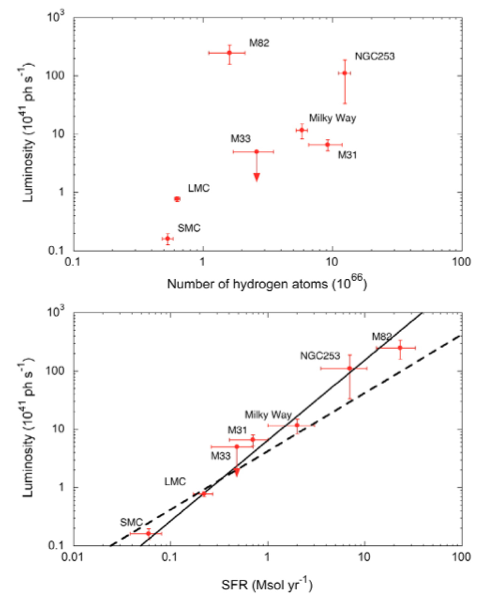 10³
M82
NGC253
100
Luminosity (10⁴¹ ph s⁻¹)
Milky Way
10
M33
M31
LMC
1
SMC
0.1
0.1 1 10 100
Number of hydrogen atoms (10⁶⁶)
10³
M82
NGC253
100
Luminosity (10⁴¹ ph s⁻¹)
Milky Way
10
M31
M33
LMC
1
SMC
0.1
0.01 0.1 1 10 100
SFR (Msol yr⁻¹)